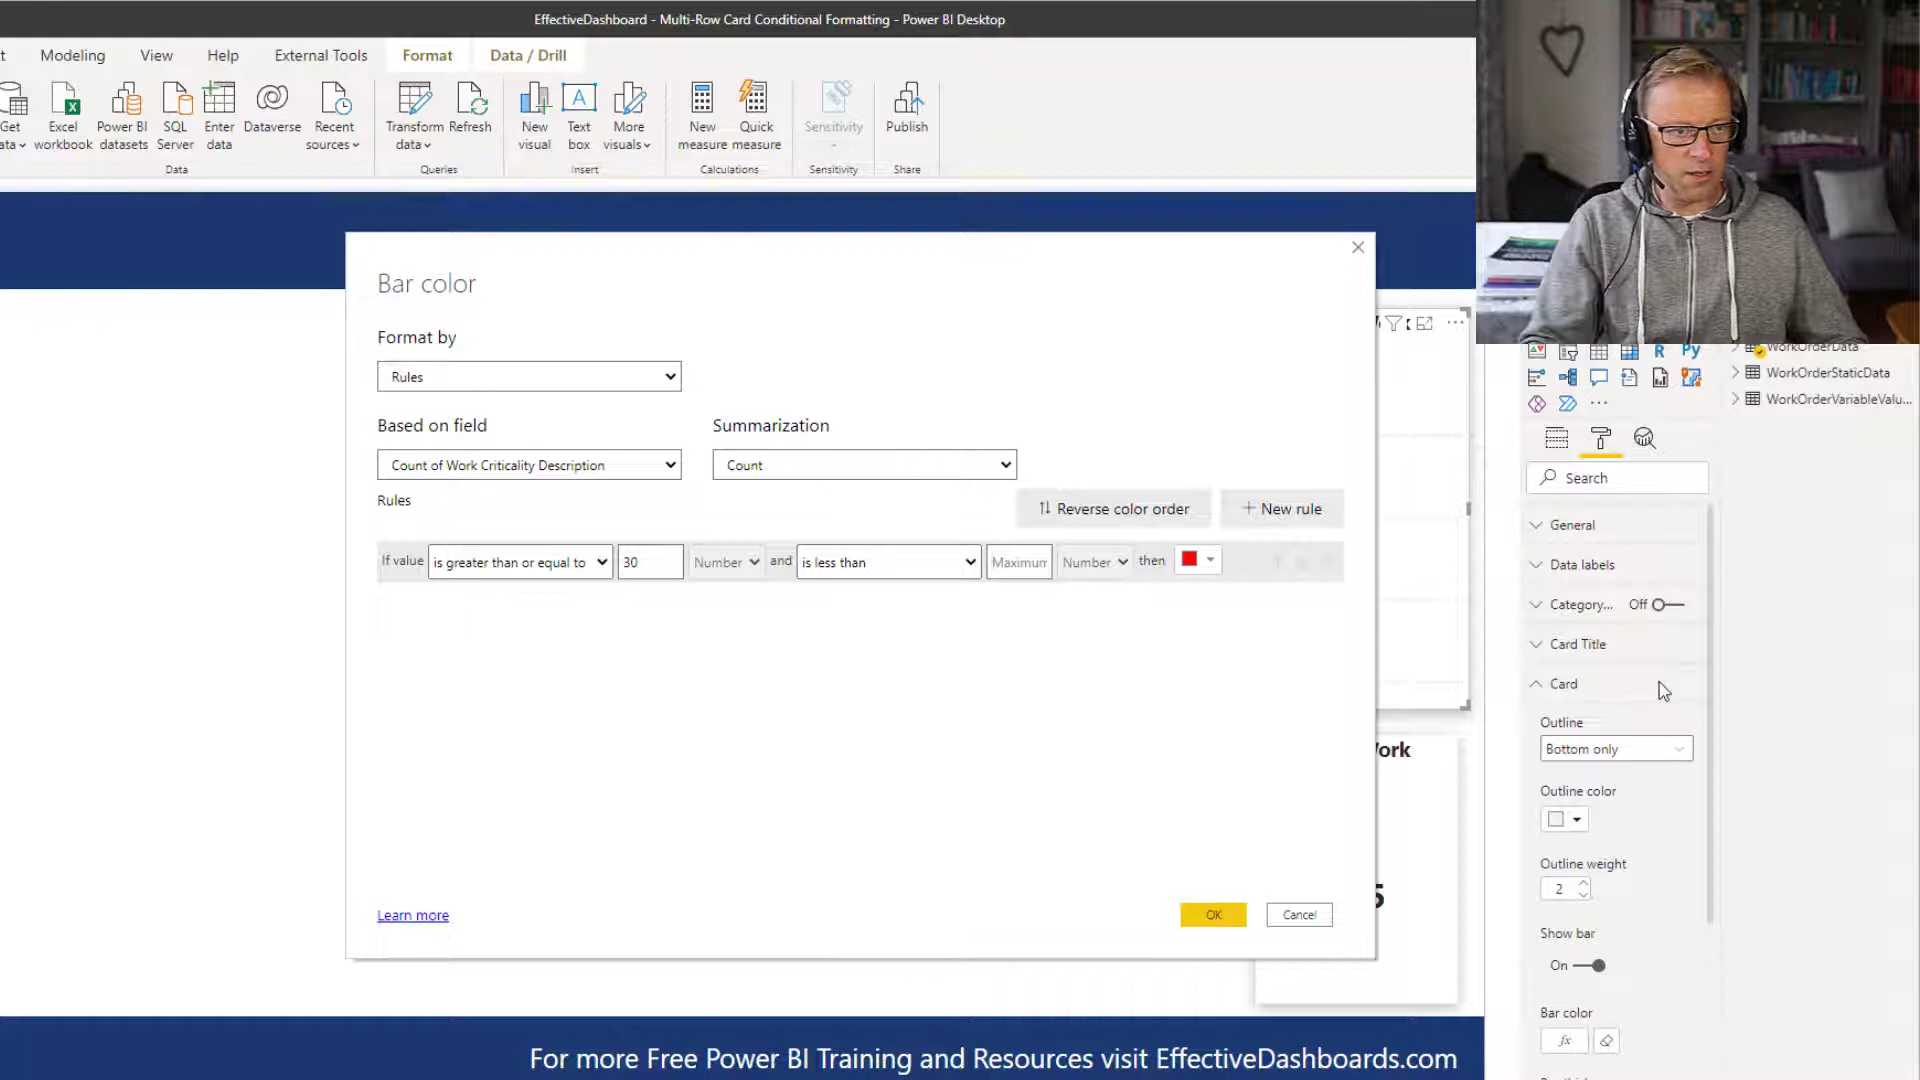 EffectiveDashboard - Multi-Row Card Conditional Formatting - Power BI Desktop
t Modeling View Help External Tools Format Data / Drill
Get ata
Excel workbook
Power BI datasets
SQL Server
Enter data
Dataverse
Recent sources
Transform data
Refresh
New visual
Text box
More visuals
New measure
Quick measure
Sensitivity
Publish
Data
Queries
Insert
Calculations
Sensitivity
Share
Bar color
Format by
Rules
Based on field
Summarization
Count of Work Criticality Description
Count
Rules
Reverse color order
New rule
If value is greater than or equal to 30 Number and is less than Maximum Number then
Learn more
OK
Cancel
ork
5
R Py
WorkOrderData
WorkOrderStaticData
WorkOrderVariableValu...
Search
General
Data labels
Category... Off
Card Title
Card
Outline
Bottom only
Outline color
Outline weight
2
Show bar
On
Bar color
fx
For more Free Power BI Training and Resources visit EffectiveDashboards.com